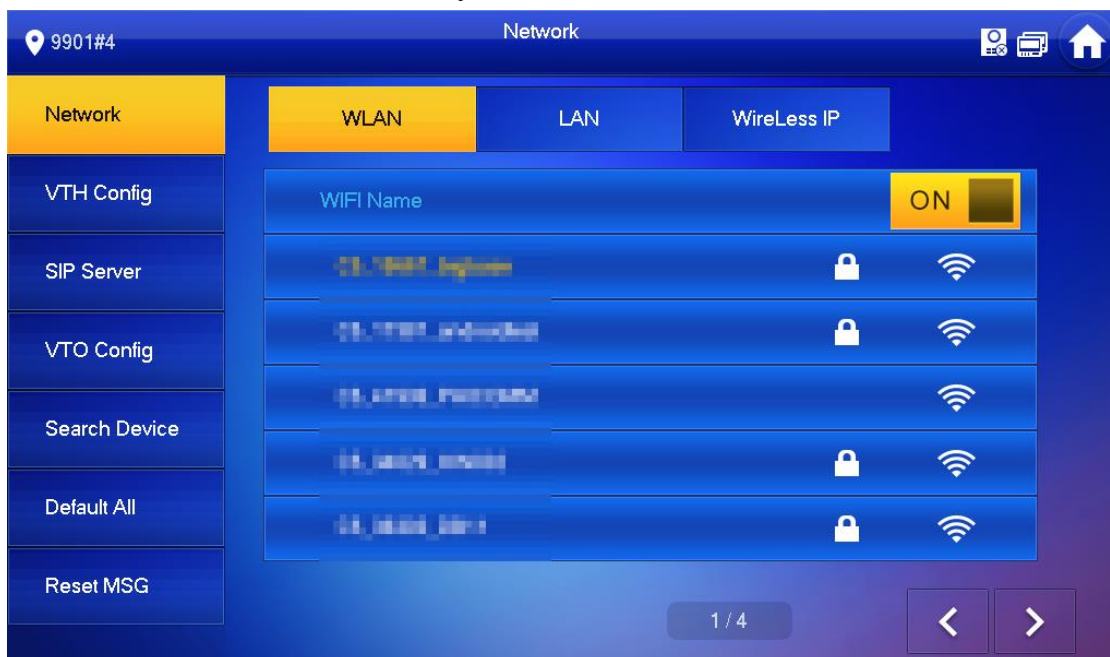 9901#4
Network
Network
VTH Config
SIP Server
VTO Config
Search Device
Default All
Reset MSG
WLAN
LAN
WireLess IP
WIFI Name
ON
1 / 4